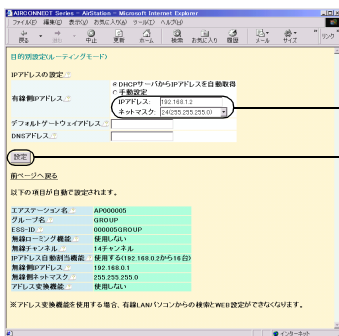 AIRCONNECT Series - AirStation - Microsoft Internet Explorer
ファイル(F) 編集(E) 表示(V) お気に入り(A) ツール(T) ヘルプ(H)
戻る 進む 中止 更新 ホーム 検索 お気に入り 履歴 メール サイズ リンク
目的別設定(ルーティングモード)
IPアドレスの設定
有線側IPアドレス
DHCPサーバからIPアドレスを自動取得
手動設定
IPアドレス: 192.168.1.2
ネットマスク: 24(255.255.255.0)
デフォルトゲートウェイアドレス
DNSアドレス
設定
前ページへ戻る
以下の項目が自動で設定されます。
エアステーション名 AP000005
グループ名 GROUP
ESS-ID 000005GROUP
無線ローミング機能 使用しない
無線チャンネル 14チャンネル
IPアドレス自動割当機能 使用する(192.168.0.2から16台)
無線側IPアドレス 192.168.0.1
無線側ネットマスク 255.255.255.0
アドレス変換機能 使用しない
※アドレス変換機能を使用する場合、有線LANパソコンからの検索とWEB設定ができなくなります。
インターネット